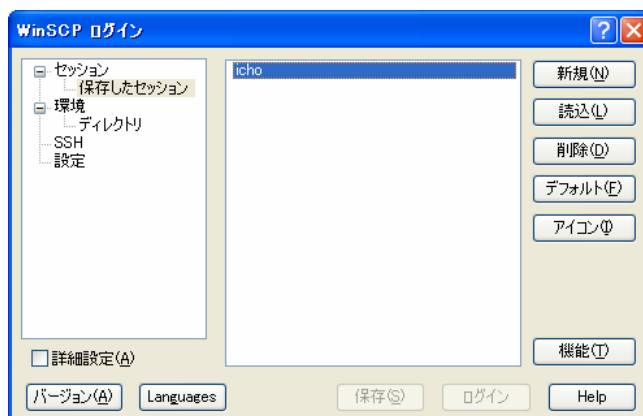 WinSCP ログイン
セッション
保存したセッション
環境
ディレクトリ
SSH
設定
icho
新規(N)
読込(L)
削除(D)
デフォルト(F)
アイコン(I)
機能(T)
詳細設定(A)
バージョン(A)
Languages
保存(S)
ログイン
Help